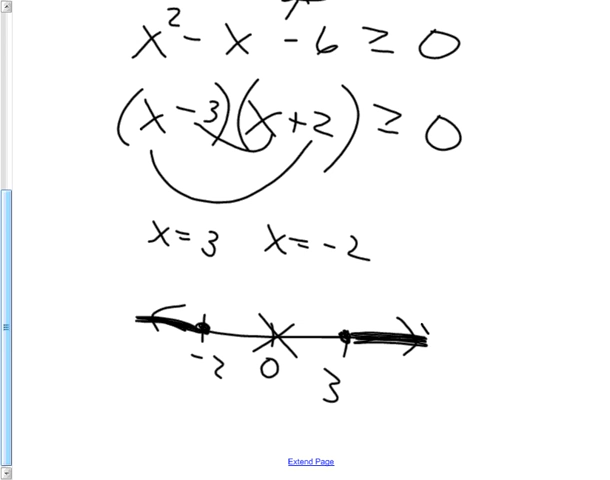 x² - x - 6 ≥ 0
(x - 3)(x + 2) ≥ 0
x = 3 x = -2
-2 0 3
Extend Page